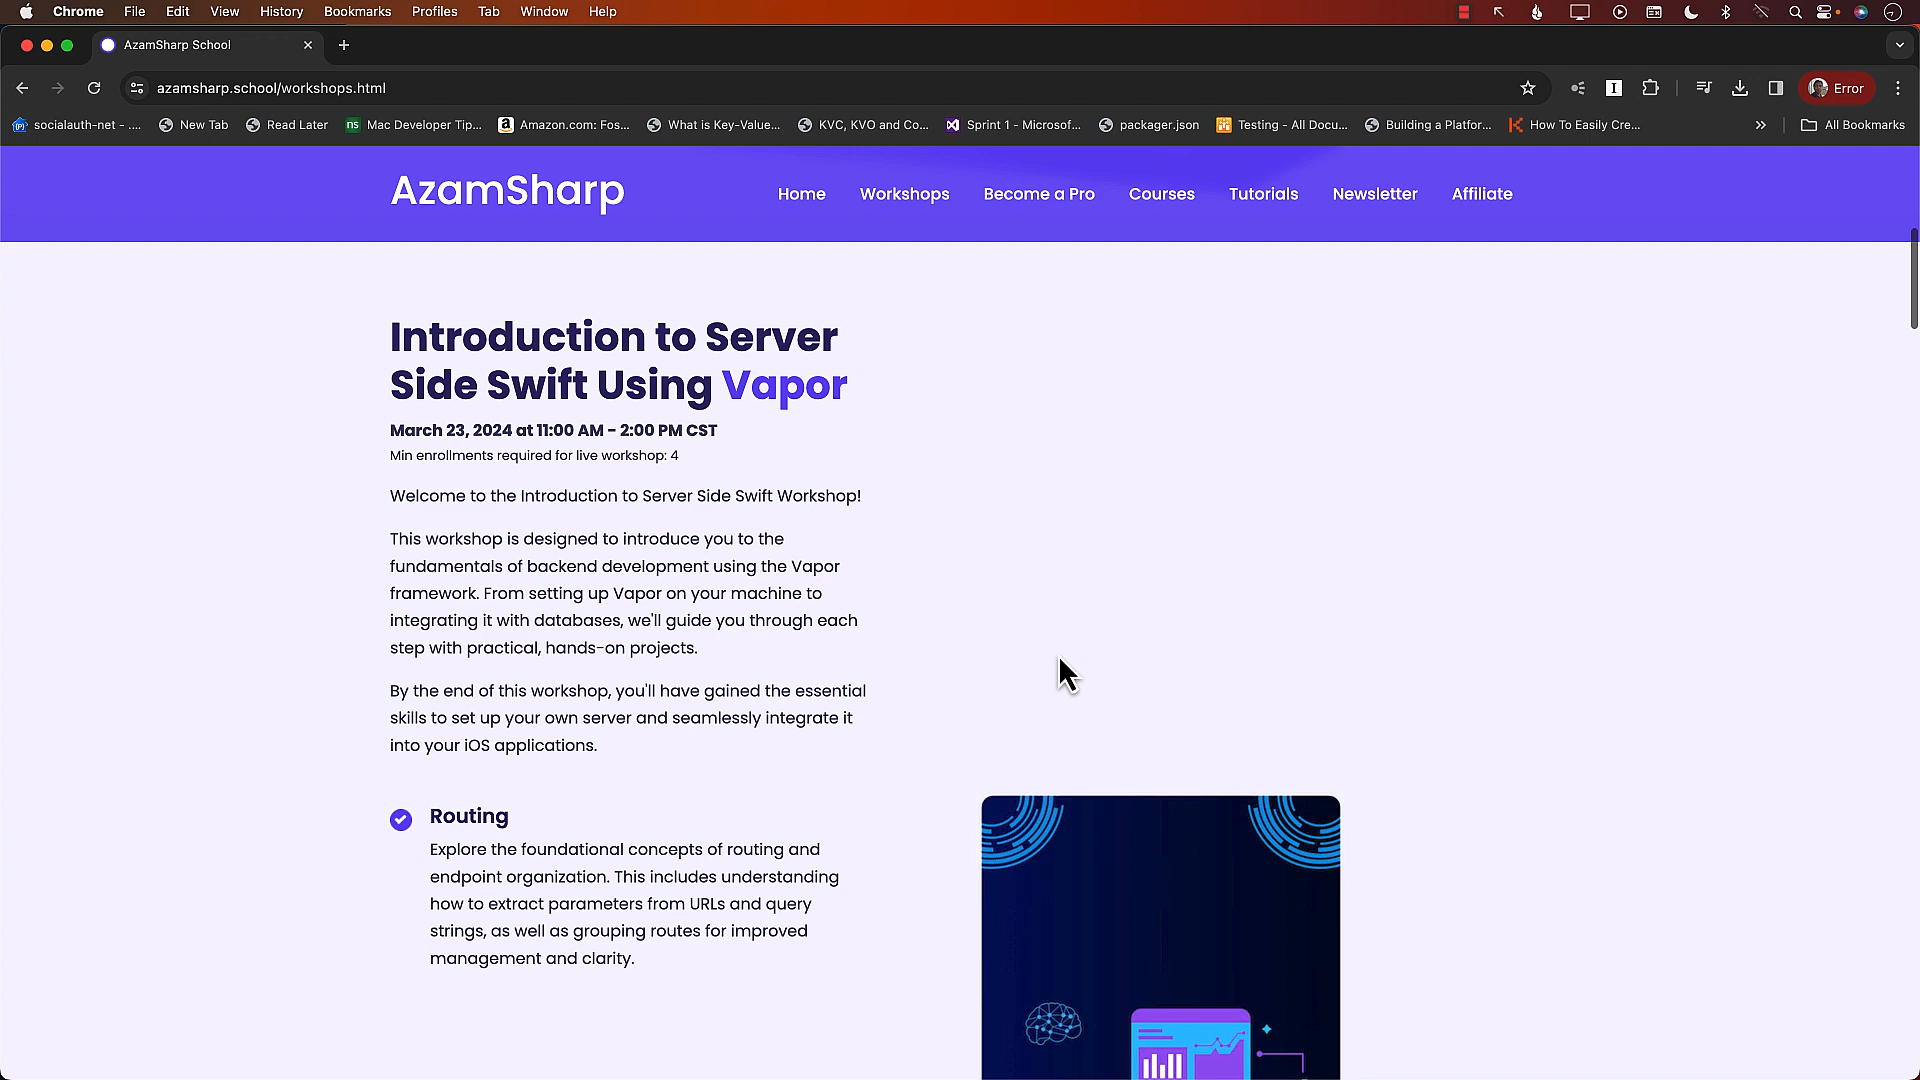 Chrome File Edit View History Bookmarks Profiles Tab Window Help
AzamSharp School
azamsharp.school/workshops.html
Error
socialauth-net - .... New Tab Read Later Mac Developer Tip... Amazon.com: Fos... What is Key-Value... KVC, KVO and Co... Sprint 1 - Microsof... packager.json Testing - All Docu... Building a Platfor... How To Easily Cre... All Bookmarks
AzamSharp
Home Workshops Become a Pro Courses Tutorials Newsletter Affiliate
Introduction to Server
Side Swift Using Vapor
March 23, 2024 at 11:00 AM - 2:00 PM CST
Min enrollments required for live workshop: 4
Welcome to the Introduction to Server Side Swift Workshop!
This workshop is designed to introduce you to the
fundamentals of backend development using the Vapor
framework. From setting up Vapor on your machine to
integrating it with databases, we'll guide you through each
step with practical, hands-on projects.
By the end of this workshop, you'll have gained the essential
skills to set up your own server and seamlessly integrate it
into your iOS applications.
Routing
Explore the foundational concepts of routing and
endpoint organization. This includes understanding
how to extract parameters from URLs and query
strings, as well as grouping routes for improved
management and clarity.